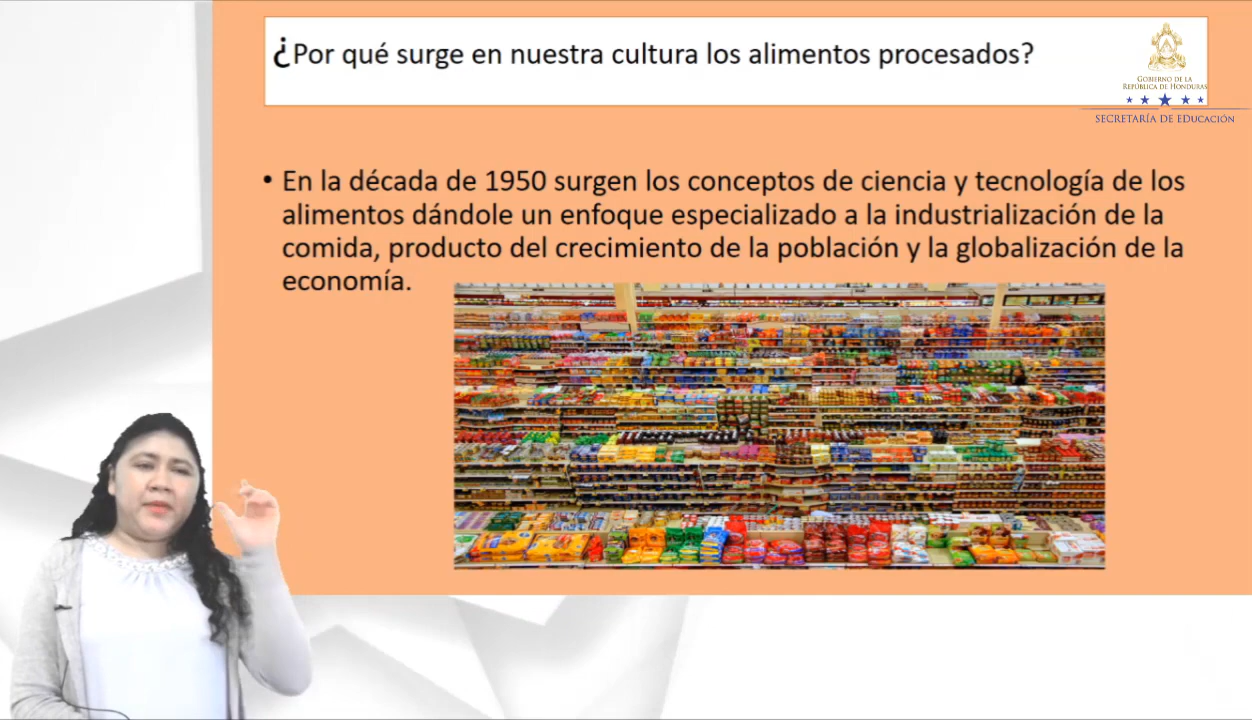 ¿Por qué surge en nuestra cultura los alimentos procesados?
GOBIERNO DE LA
REPÚBLICA DE HONDURAS
SECRETARÍA DE EDUCACIÓN
• En la década de 1950 surgen los conceptos de ciencia y tecnología de los
alimentos dándole un enfoque especializado a la industrialización de la
comida, producto del crecimiento de la población y la globalización de la
economía.